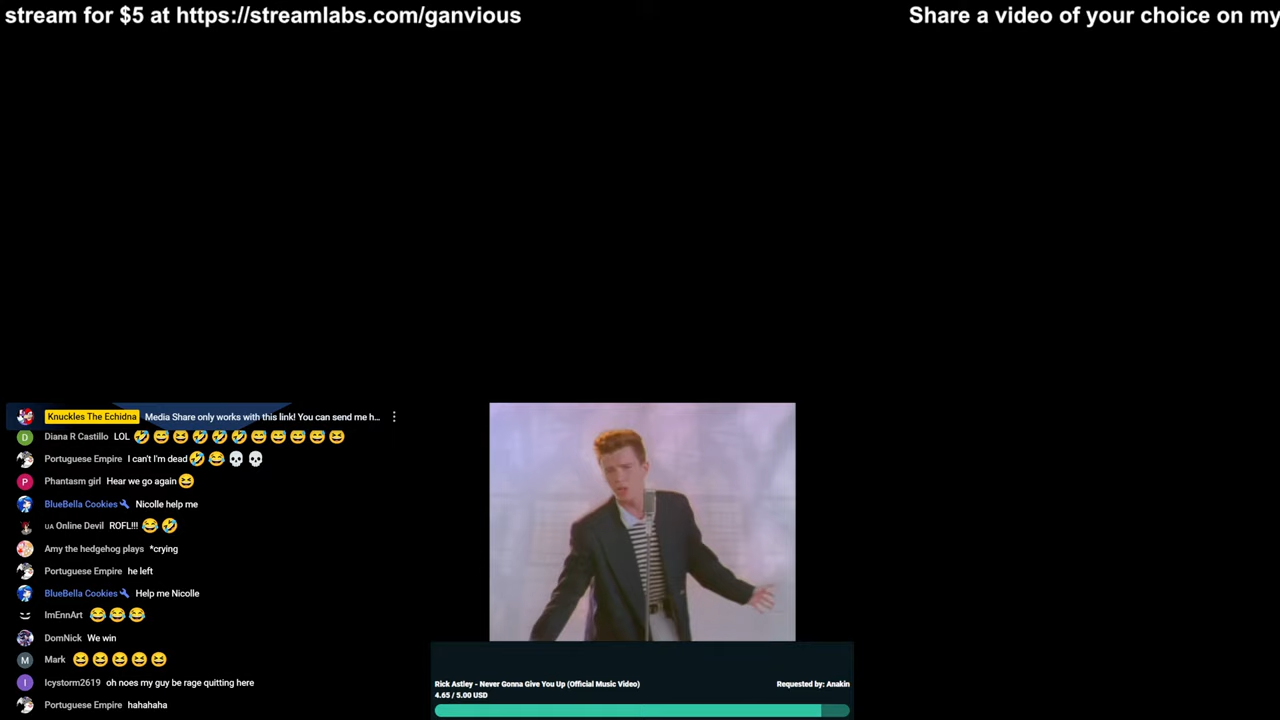 stream for $5 at https://streamlabs.com/ganvious
Share a video of your choice on my
Knuckles The Echidna Media Share only works with this link! You can send me h...
Diana R Castillo LOL 🤣😅😆🤣🤣🤣😅😅😅😅😆
Portuguese Empire I can't I'm dead🤣😂💀💀
Phantasm girl Hear we go again😆
BlueBella Cookies Nicolle help me
UA Online Devil ROFL!!! 😂🤣
Amy the hedgehog plays *crying
Portuguese Empire he left
BlueBella Cookies Help me Nicolle
ImEnnArt 😂😂😂
DomNick We win
M Mark 😆😆😆😆😆
I Icystorm2619 oh noes my guy be rage quitting here
Portuguese Empire hahahaha
Rick Astley - Never Gonna Give You Up (Official Music Video)
Requested by: Anakin
4.65 / 5.00 USD